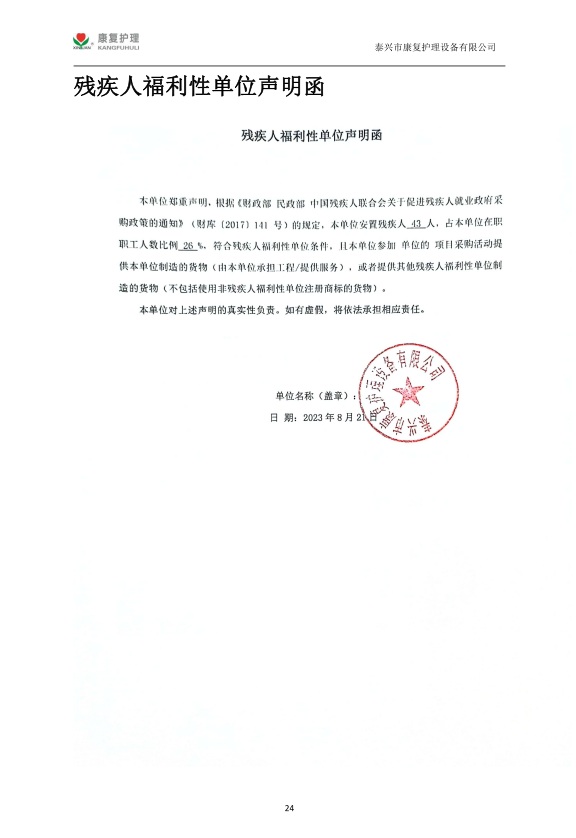 康复护理
XINGJIAN
KANGFUHULI
泰兴市康复护理设备有限公司
残疾人福利性单位声明函
残疾人福利性单位声明函
本单位郑重声明，根据《财政部 民政部 中国残疾人联合会关于促进残疾人就业政府采
购政策的通知》（财库〔2017〕141 号）的规定，本单位安置残疾人 43 人，占本单位在职
职工人数比例 26 %，符合残疾人福利性单位条件，且本单位参加 单位的 项目采购活动提
供本单位制造的货物（由本单位承担工程/提供服务），或者提供其他残疾人福利性单位制
造的货物（不包括使用非残疾人福利性单位注册商标的货物）。
本单位对上述声明的真实性负责。如有虚假，将依法承担相应责任。
单位名称（盖章）：
日 期：2023 年 8 月 21 日
泰兴市康复护理设备有限公司
24